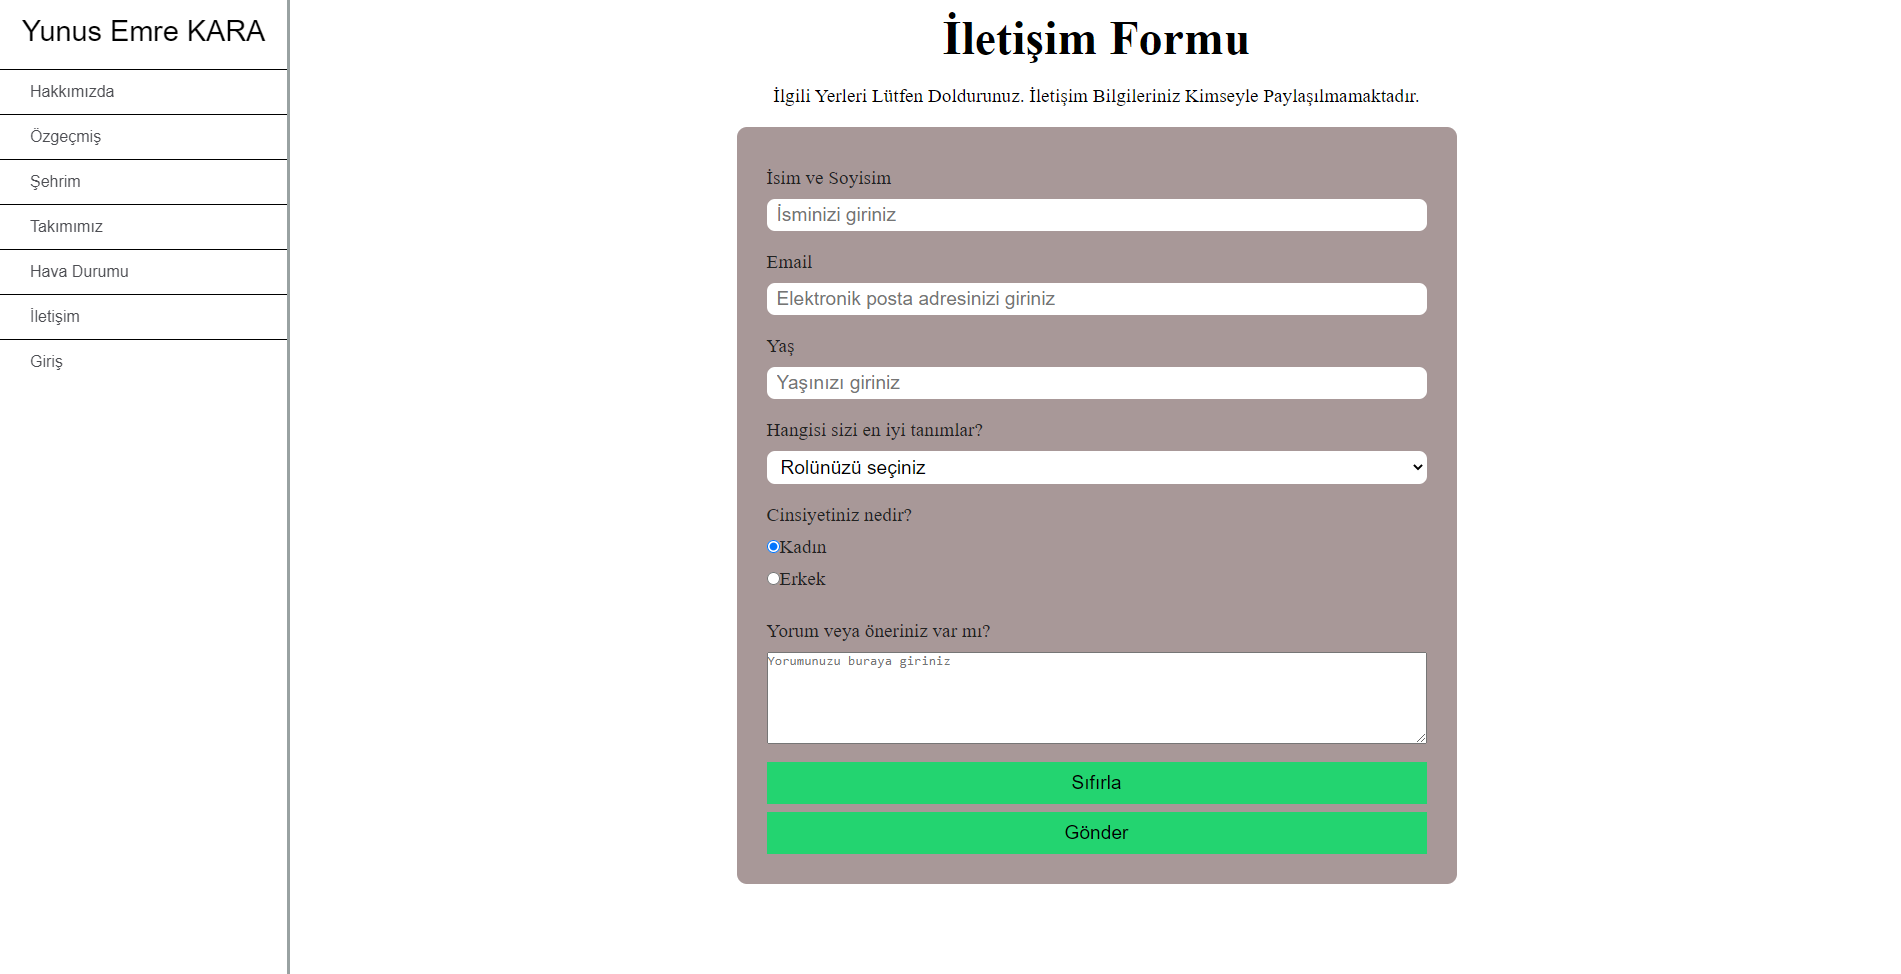 Yunus Emre KARA
Hakkımızda
Özgeçmiş
Şehrim
Takımımız
Hava Durumu
İletişim
Giriş
İletişim Formu
İlgili Yerleri Lütfen Doldurunuz. İletişim Bilgileriniz Kimseyle Paylaşılmamaktadır.
İsim ve Soyisim
İsminizi giriniz
Email
Elektronik posta adresinizi giriniz
Yaş
Yaşınızı giriniz
Hangisi sizi en iyi tanımlar?
Rolünüzü seçiniz
Cinsiyetiniz nedir?
Kadın
Erkek
Yorum veya öneriniz var mı?
Yorumunuzu buraya giriniz
Sıfırla
Gönder